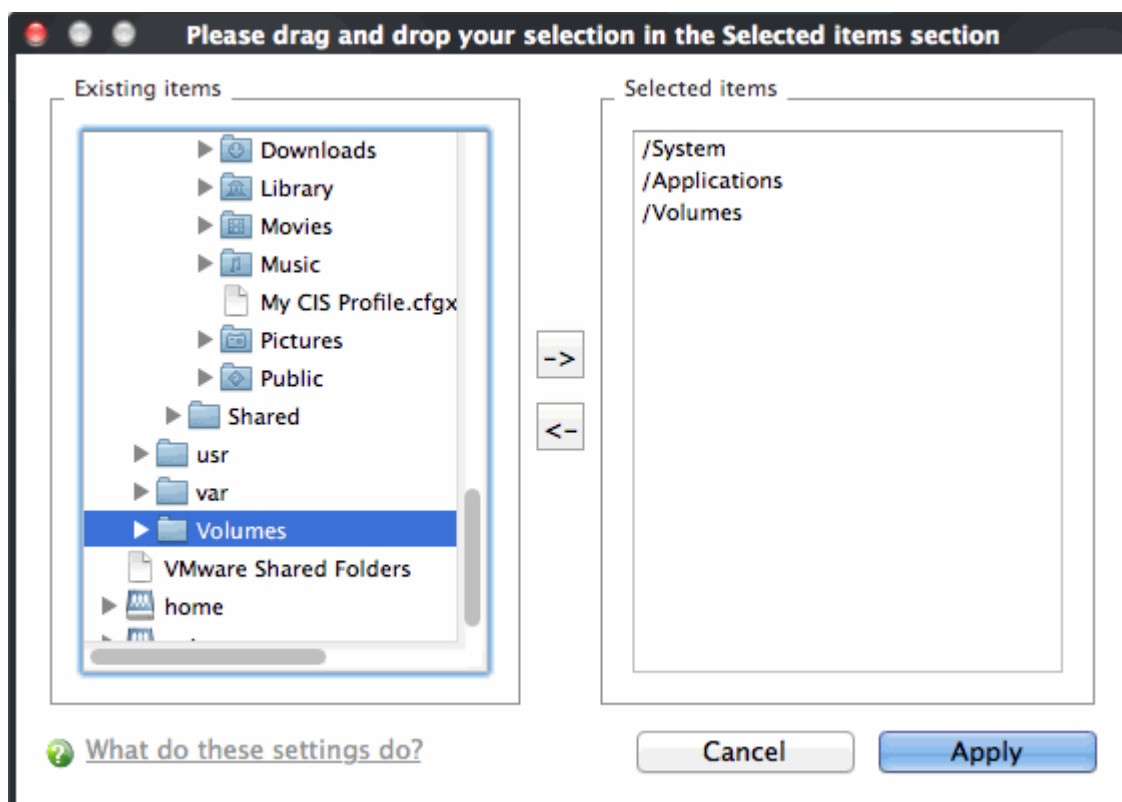 Please drag and drop your selection in the Selected items section
Existing items
Downloads
Library
Movies
Music
My CIS Profile.cfgx
Pictures
Public
Shared
usr
var
Volumes
VMware Shared Folders
home
->
<-
Selected items
/System
/Applications
/Volumes
What do these settings do?
Cancel
Apply